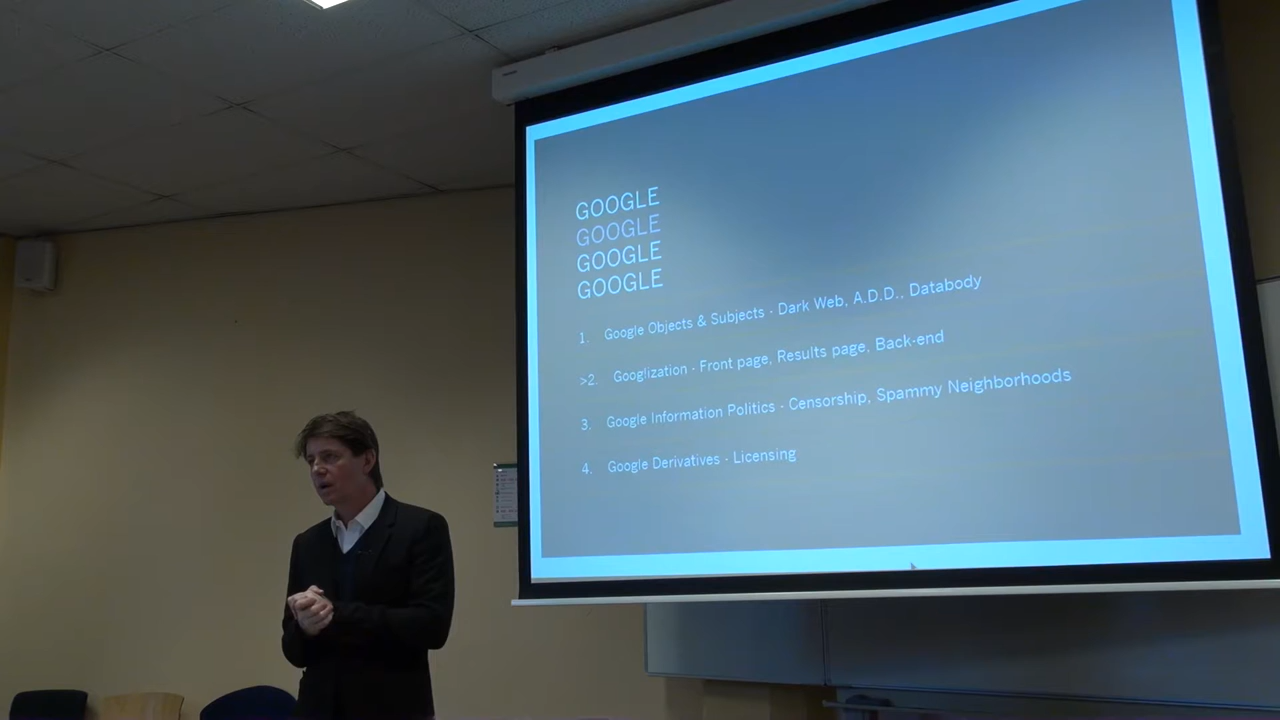 GOOGLE
GOOGLE
GOOGLE
GOOGLE
1. Google Objects & Subjects - Dark Web, A.D.D., Databody
>2. Googlization - Front page, Results page, Back-end
3. Google Information Politics - Censorship, Spammy Neighborhoods
4. Google Derivatives - Licensing